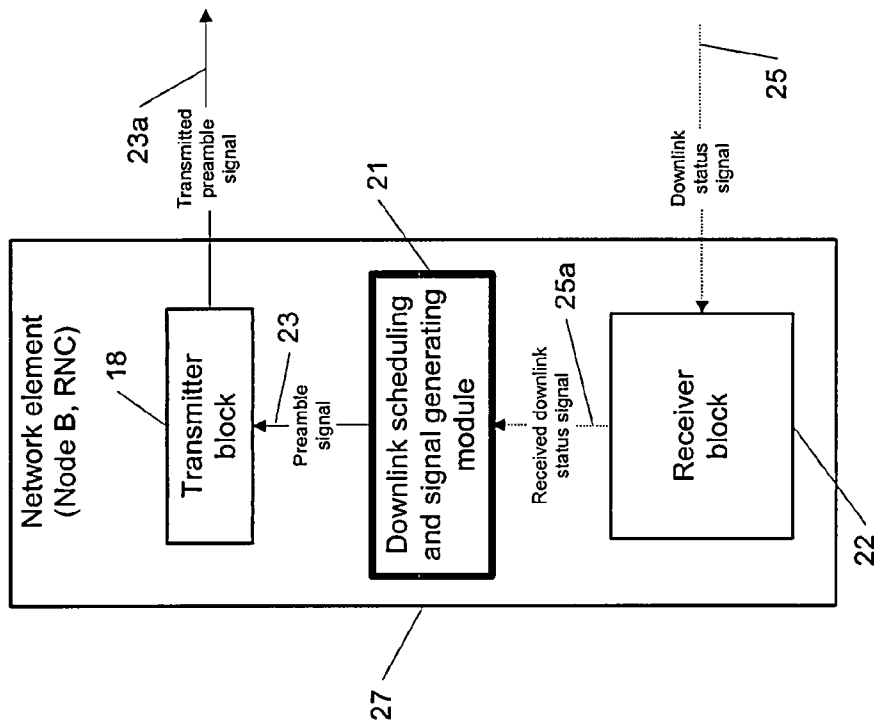 Network element
(Node B, RNC)
18
Transmitter
block
23a
Transmitted
preamble
signal
23
Preamble
signal
21
Downlink scheduling
and signal generating
module
25a
Received downlink
status signal
Receiver
block
22
Downlink
status
signal
25
27